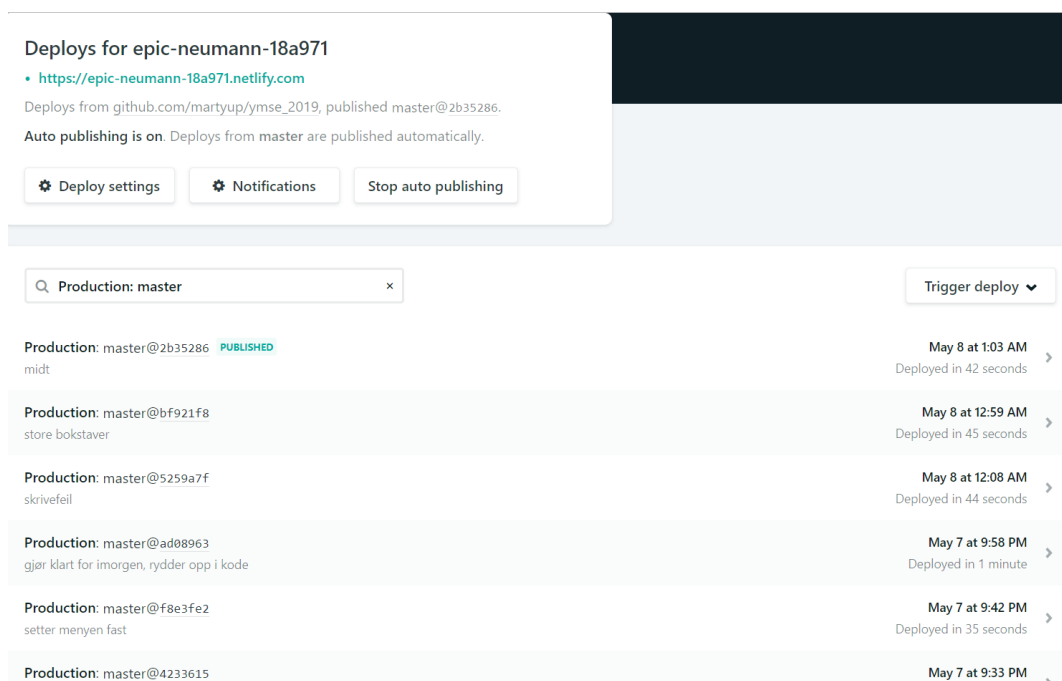 Deploys for epic-neumann-18a971
• https://epic-neumann-18a971.netlify.com
Deploys from github.com/martyup/ymse_2019, published master@2b35286.
Auto publishing is on. Deploys from master are published automatically.
Deploy settings Notifications Stop auto publishing
Production: master × Trigger deploy
Production: master@2b35286 PUBLISHED May 8 at 1:03 AM
midt Deployed in 42 seconds
Production: master@bf921f8 May 8 at 12:59 AM
store bokstaver Deployed in 45 seconds
Production: master@5259a7f May 8 at 12:08 AM
skrivefeil Deployed in 44 seconds
Production: master@ad08963 May 7 at 9:58 PM
gjør klart for imorgen, rydder opp i kode Deployed in 1 minute
Production: master@f8e3fe2 May 7 at 9:42 PM
setter menyen fast Deployed in 35 seconds
Production: master@4233615 May 7 at 9:33 PM